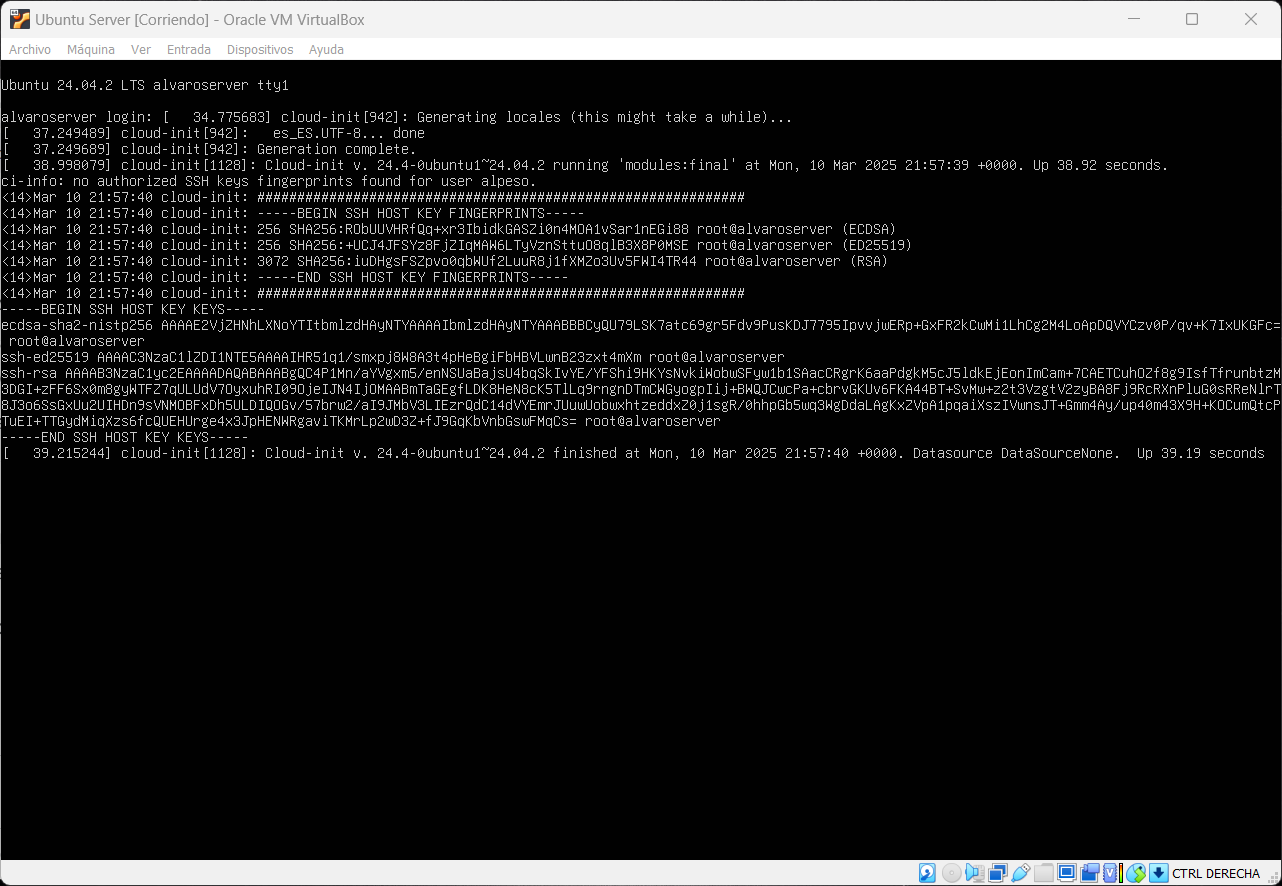 Ubuntu Server [Corriendo] - Oracle VM VirtualBox
Archivo Máquina Ver Entrada Dispositivos Ayuda
Ubuntu 24.04.2 LTS alvaroserver tty1
alvaroserver login: [   34.775683] cloud-init[942]: Generating locales (this might take a while)...
[   37.249489] cloud-init[942]:   es_ES.UTF-8... done
[   37.249689] cloud-init[942]: Generation complete.
[   38.998079] cloud-init[1128]: Cloud-init v. 24.4-0ubuntu1~24.04.2 running 'modules:final' at Mon, 10 Mar 2025 21:57:39 +0000. Up 38.92 seconds.
ci-info: no authorized SSH keys fingerprints found for user alpeso.
<14>Mar 10 21:57:40 cloud-init: #############################################################
<14>Mar 10 21:57:40 cloud-init: -----BEGIN SSH HOST KEY FINGERPRINTS-----
<14>Mar 10 21:57:40 cloud-init: 256 SHA256:RObUUVHRfQq+xr3IbidkGASZi0n4MOA1vSar1nEGi88 root@alvaroserver (ECDSA)
<14>Mar 10 21:57:40 cloud-init: 256 SHA256:+UCJ4JFSYz8FjZIqMAW6LTyVznSttuO8qlB3X8P0MSE root@alvaroserver (ED25519)
<14>Mar 10 21:57:40 cloud-init: 3072 SHA256:iuDHgsFSZpvo0qbWUf2LuuR8j1fXMZo3Uv5FWI4TR44 root@alvaroserver (RSA)
<14>Mar 10 21:57:40 cloud-init: -----END SSH HOST KEY FINGERPRINTS-----
<14>Mar 10 21:57:40 cloud-init: #############################################################
-----BEGIN SSH HOST KEY KEYS-----
ecdsa-sha2-nistp256 AAAAE2VjZHNhLXNoYTItbmlzdHAyNTYAAAAIbmlzdHAyNTYAAABBBCyQU79LSK7atc69gr5Fdv9PusKDJ7795IpvvjwERp+GxFR2kCwMi1LhCg2M4LoApDQVYCzv0P/qv+K7IxUKGFc=
root@alvaroserver
ssh-ed25519 AAAAC3NzaC1lZDI1NTE5AAAAIHR51q1/smxpj8W8A3t4pHeBgiFbHBVLwnB23zxt4mXm root@alvaroserver
ssh-rsa AAAAB3NzaC1yc2EAAAADAQABAAABgQC4P1Mn/aYVgxm5/enNSUaBajsU4bqSkIvYE/YFShi9HKYsNvkiWobwSFyw1b1SAacCRgrK6aaPdgkM5cJ5ldkEjEonImCam+7CAETCuhOZf8g9IsfTfrunbtzM
3DGI+zFF6Sx0m8gyWTFZ7qULUdV7OyxuhRI09OjeIJN4IjOMAABmTaGEgfLDK8HeN8cK5TlLq9rngnDTmCWGyogpIij+BWQJCwcPa+cbrvGKUv6FKA44BT+SvMw+z2t3VzgtV2zyBA8Fj9RcRXnPluG0sRReNlrT
8J3o6SsGxUu2UIHDn9sVNMOBFxDh5ULDIQOGv/57brw2/aI9JMbV3LIEzrQdC14dVYEmrJUuwUobwxhtzeddxZ0j1sgR/0hhpGb5wq3WgDdaLAgKxZVpA1pqaiXszIVwnsJT+Gmm4Ay/up40m43X9H+KOCumQtcP
TuEI+TTGydMiqXzs6fcQUEHUrge4x3JpHENWRgaviTKMrLp2wD3Z+fJ9GqKbVnbGswFMqCs= root@alvaroserver
-----END SSH HOST KEY KEYS-----
[   39.215244] cloud-init[1128]: Cloud-init v. 24.4-0ubuntu1~24.04.2 finished at Mon, 10 Mar 2025 21:57:40 +0000. Datasource DataSourceNone.  Up 39.19 seconds
CTRL DERECHA